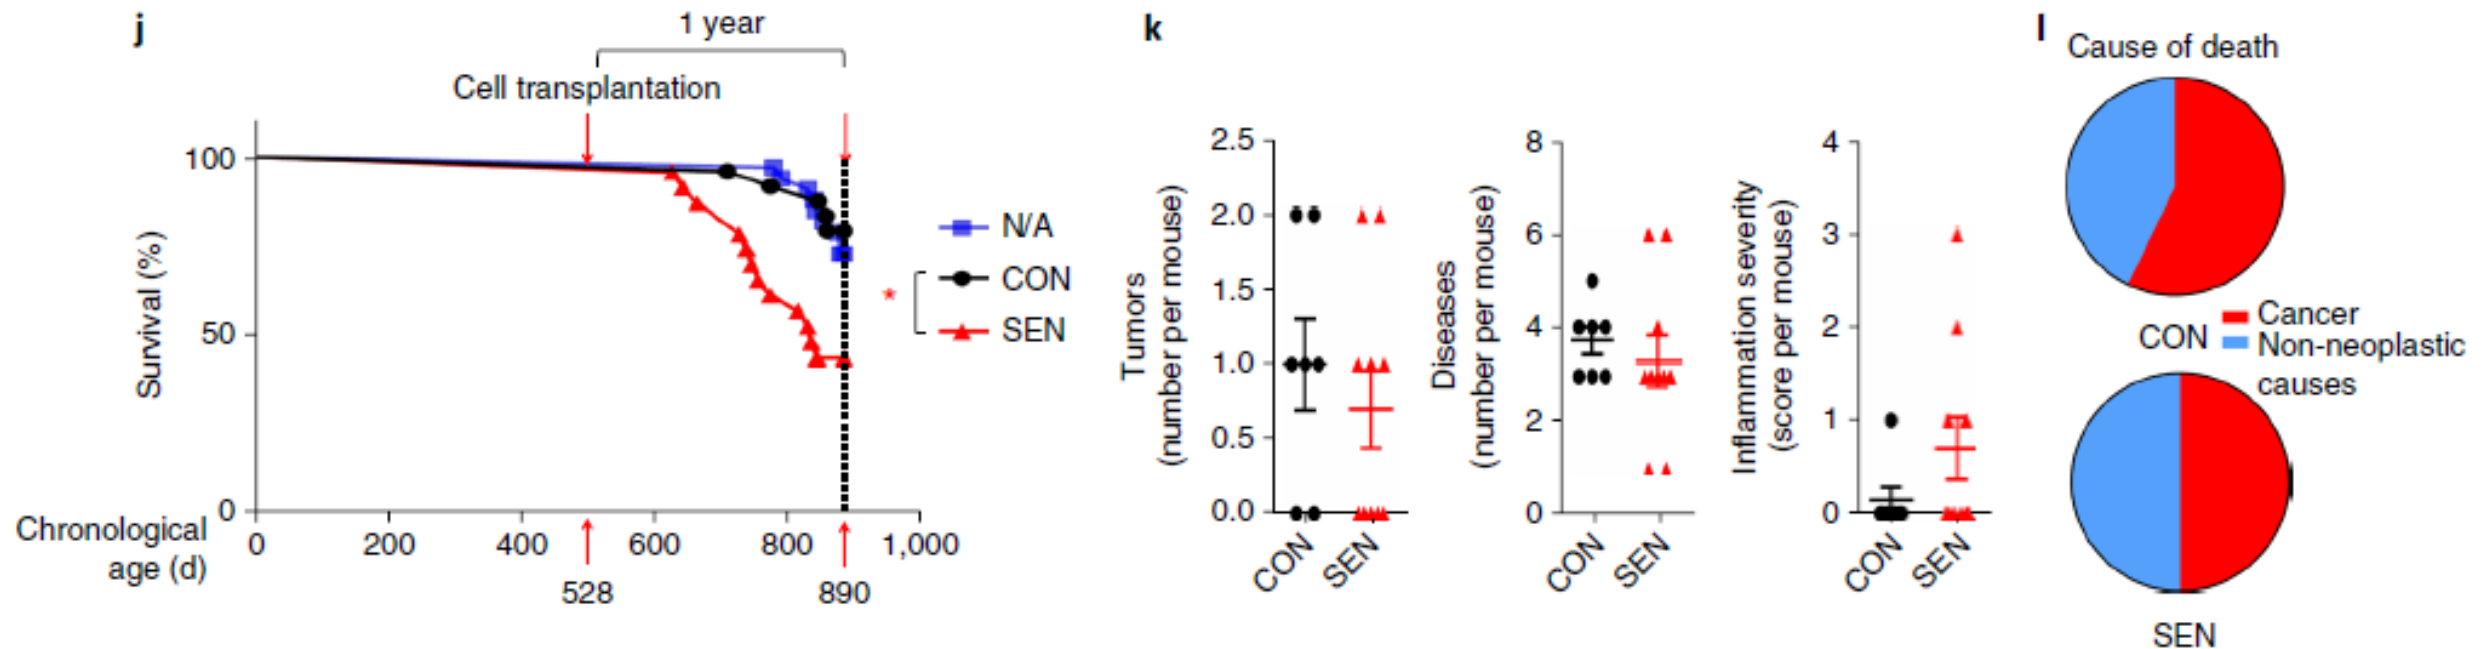 j
1 year
Cell transplantation
Survival (%)
100
50
0
0 200 400 600 800 1,000
Chronological
age (d)
528 890
N/A
CON
SEN
*
k
Tumors
(number per mouse)
2.5
2.0
1.5
1.0
0.5
0.0
CON SEN
Diseases
(number per mouse)
8
6
4
2
0
CON SEN
Inflammation severity
(score per mouse)
4
3
2
1
0
CON SEN
l
Cause of death
CON
Cancer
Non-neoplastic
causes
SEN